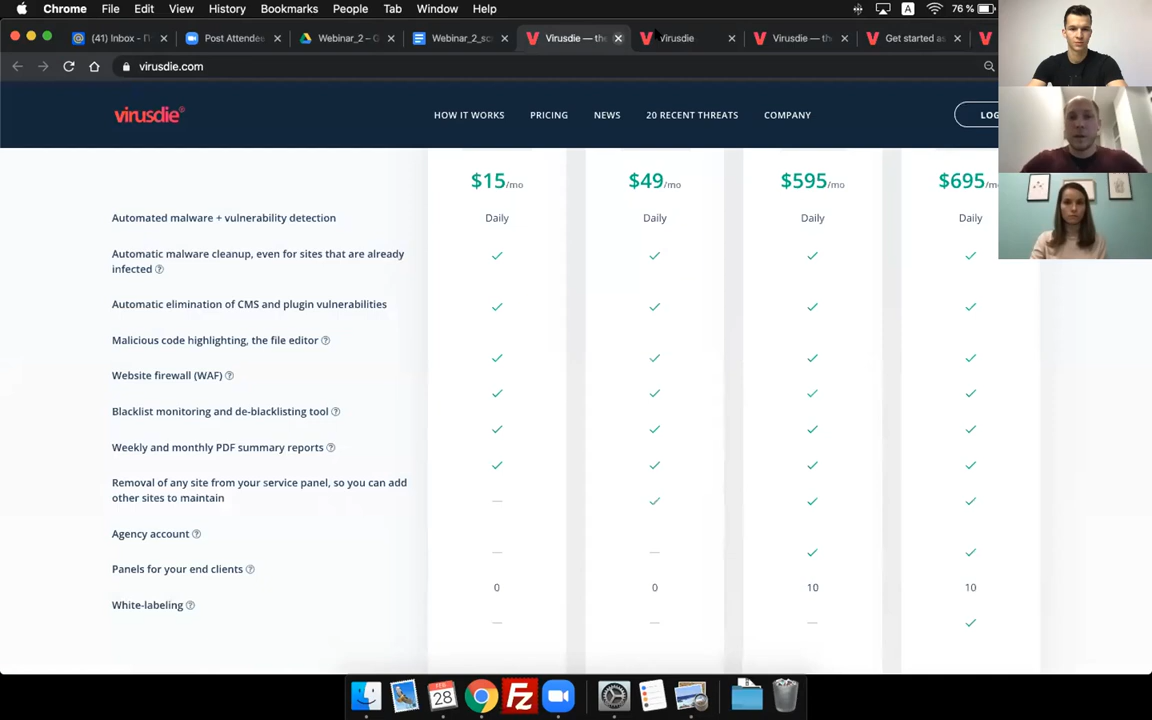 Chrome File Edit View History Bookmarks People Tab Window Help A 76 %
(41) Inbox - Post Attendee Webinar_2 – G Webinar_2_sc Virusdie — the Virusdie Virusdie — the Get started as
virusdie.com
virusdie®
HOW IT WORKS PRICING NEWS 20 RECENT THREATS COMPANY LOG
$15/mo $49/mo $595/mo $695/mo
Automated malware + vulnerability detection Daily Daily Daily Daily
Automatic malware cleanup, even for sites that are already
infected ?
Automatic elimination of CMS and plugin vulnerabilities
Malicious code highlighting, the file editor ?
Website firewall (WAF) ?
Blacklist monitoring and de-blacklisting tool ?
Weekly and monthly PDF summary reports ?
Removal of any site from your service panel, so you can add
other sites to maintain
Agency account ?
Panels for your end clients ?
0 0 10 10
White-labeling ?
FEB
28
FZ